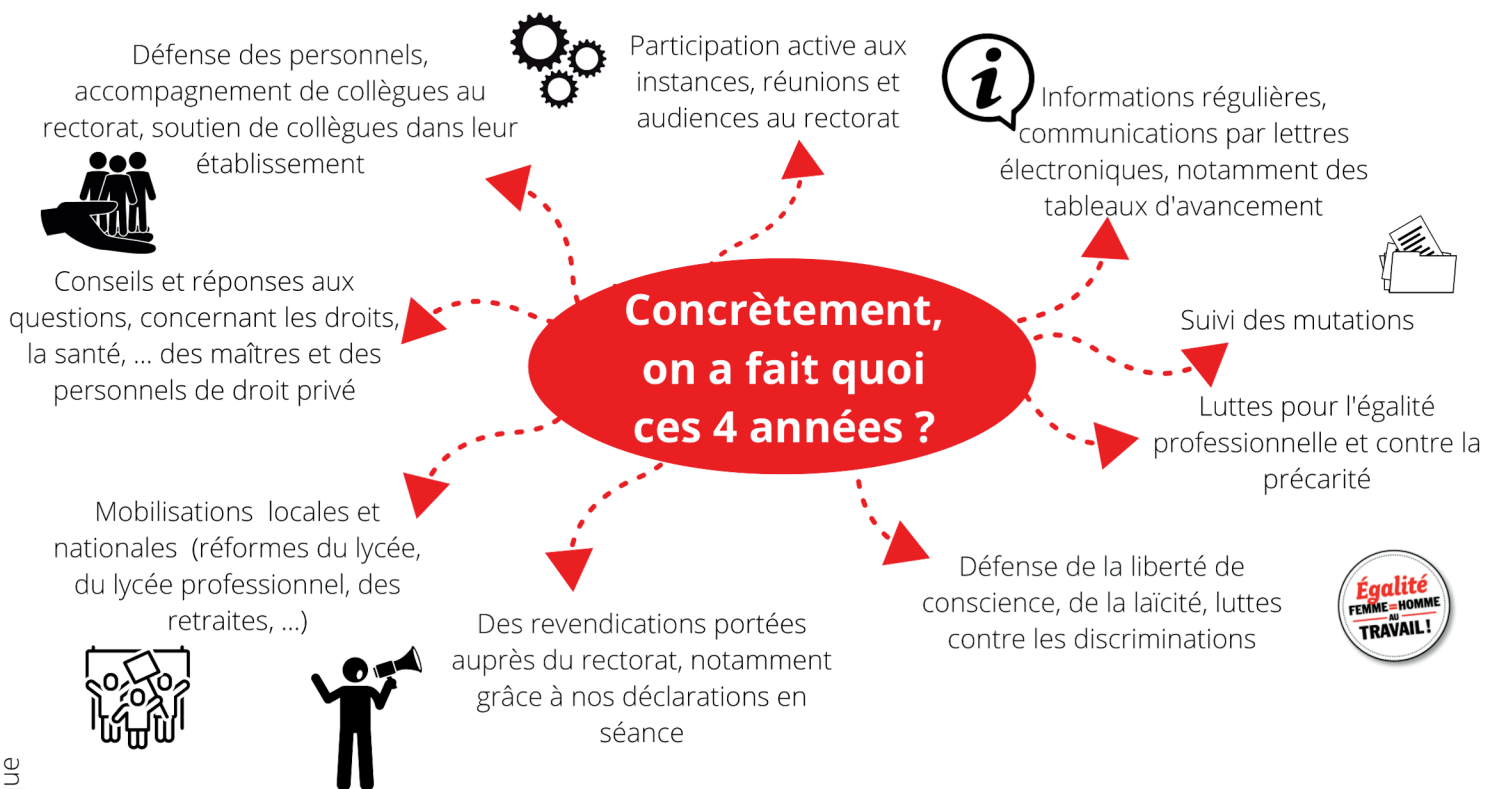 Défense des personnels,
accompagnement de collègues au
rectorat, soutien de collègues dans leur
établissement
Participation active aux
instances, réunions et
audiences au rectorat
i
Informations régulières,
communications par lettres
électroniques, notamment des
tableaux d'avancement
Conseils et réponses aux
questions, concernant les droits,
la santé, ... des maîtres et des
personnels de droit privé
Concrètement,
on a fait quoi
ces 4 années ?
Suivi des mutations
Luttes pour l'égalité
professionnelle et contre la
précarité
Mobilisations locales et
nationales (réformes du lycée,
du lycée professionnel, des
retraites, ...)
Des revendications portées
auprès du rectorat, notamment
grâce à nos déclarations en
séance
Défense de la liberté de
conscience, de la laïcité, luttes
contre les discriminations
Égalité
FEMME=HOMME
AU
TRAVAIL!
ue